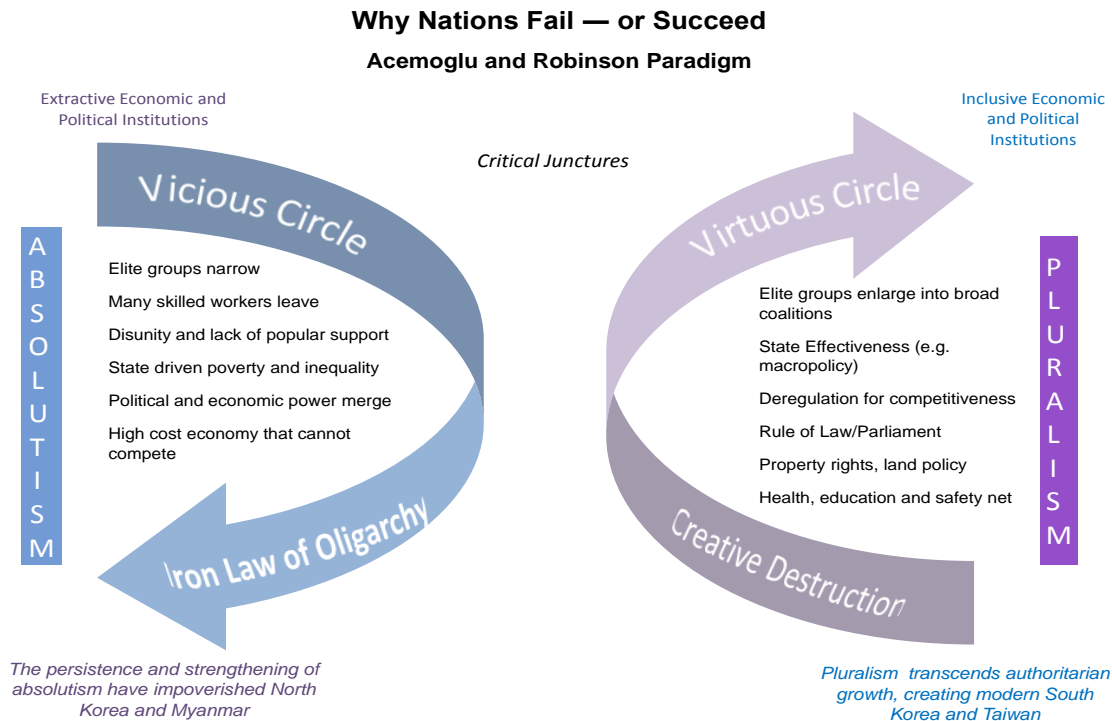 Why Nations Fail — or Succeed
Acemoglu and Robinson Paradigm
Extractive Economic and
Political Institutions
Inclusive Economic
and Political
Institutions
Critical Junctures
Vicious Circle
Virtuous Circle
ABSOLUTISM
Elite groups narrow
Many skilled workers leave
Disunity and lack of popular support
State driven poverty and inequality
Political and economic power merge
High cost economy that cannot
compete
Elite groups enlarge into broad
coalitions
State Effectiveness (e.g.
macropolicy)
Deregulation for competitiveness
Rule of Law/Parliament
Property rights, land policy
Health, education and safety net
PLURALISM
Iron Law of Oligarchy
Creative Destruction
The persistence and strengthening of
absolutism have impoverished North
Korea and Myanmar
Pluralism transcends authoritarian
growth, creating modern South
Korea and Taiwan